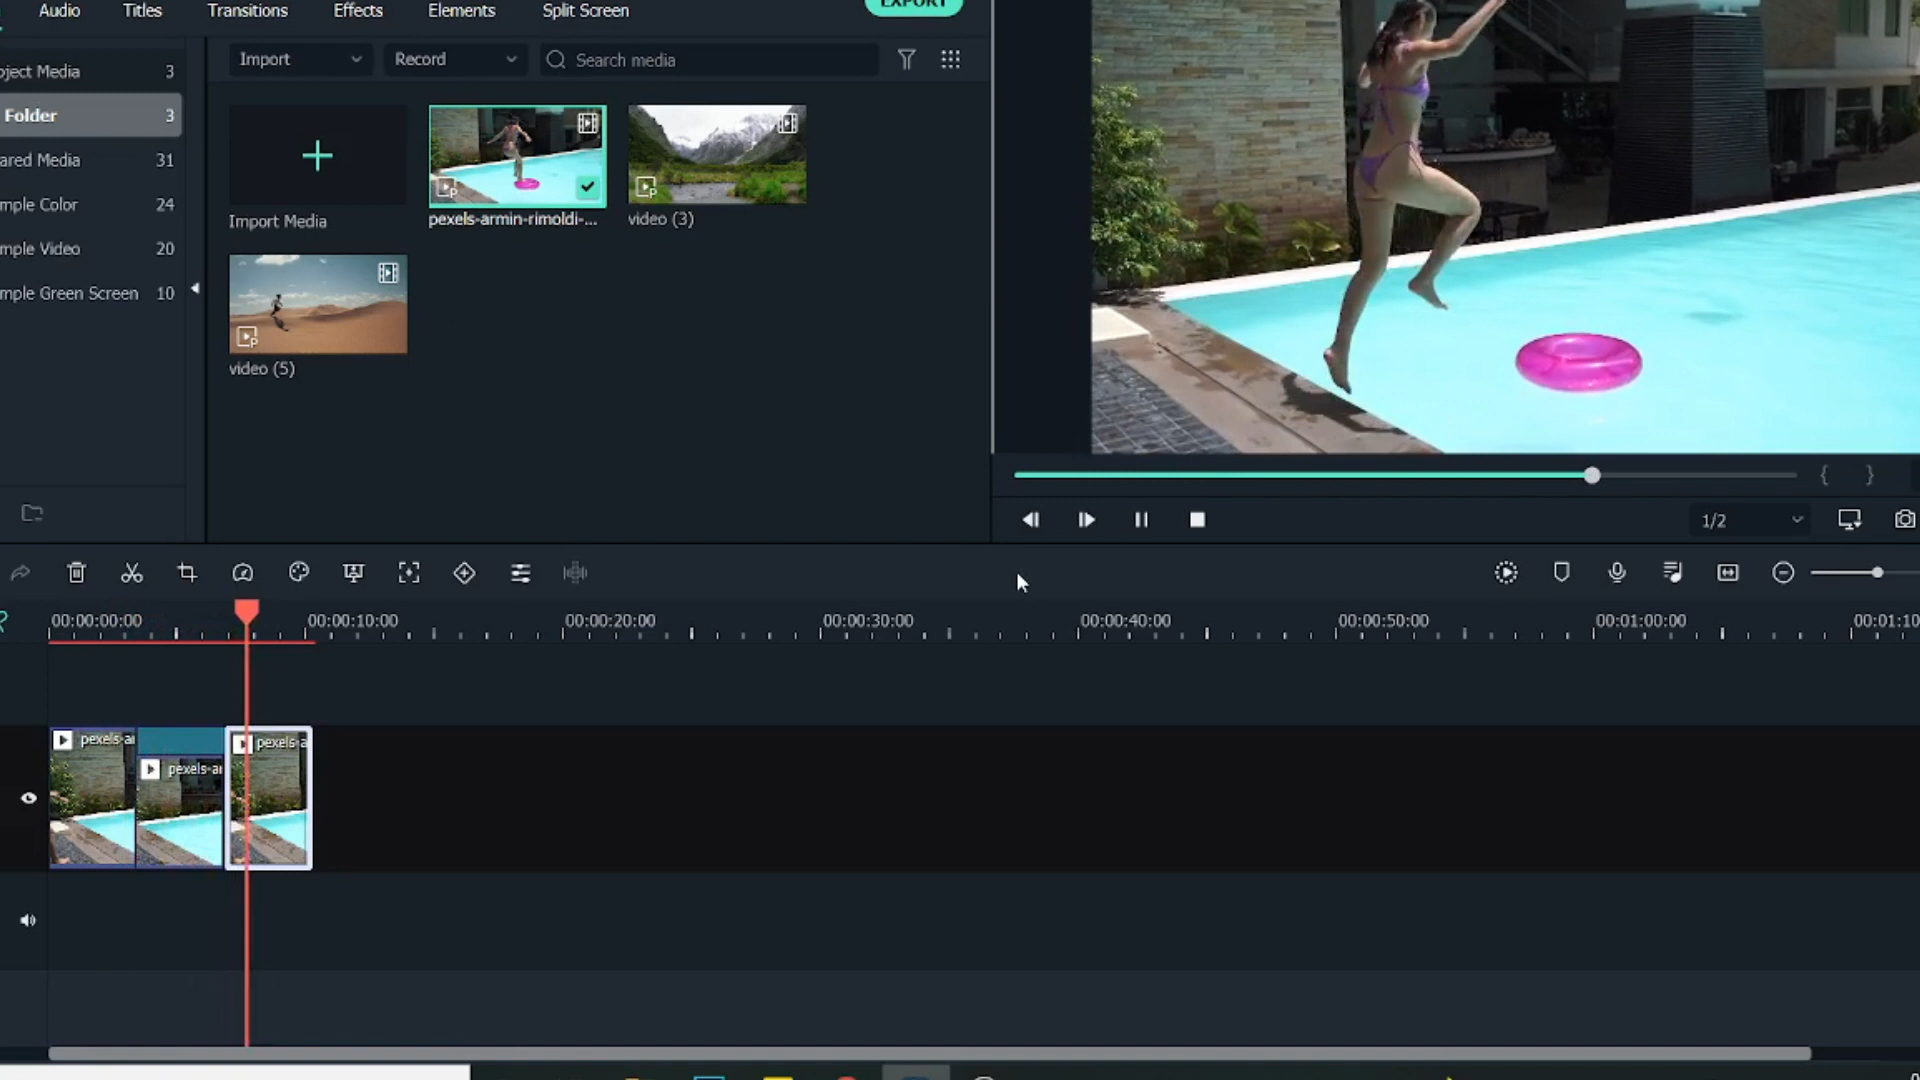 Audio Titles Transitions Effects Elements Split Screen EXPORT
Import Record Search media
oject Media 3
Folder 3
ared Media 31
mple Color 24
mple Video 20
mple Green Screen 10
Import Media
pexels-armin-rimoldi-...
video (3)
video (5)
1/2
00:00:00:00 00:00:10:00 00:00:20:00 00:00:30:00 00:00:40:00 00:00:50:00 00:01:00:00 00:01:10
pexels-ar
pexels-ar
pexels-a